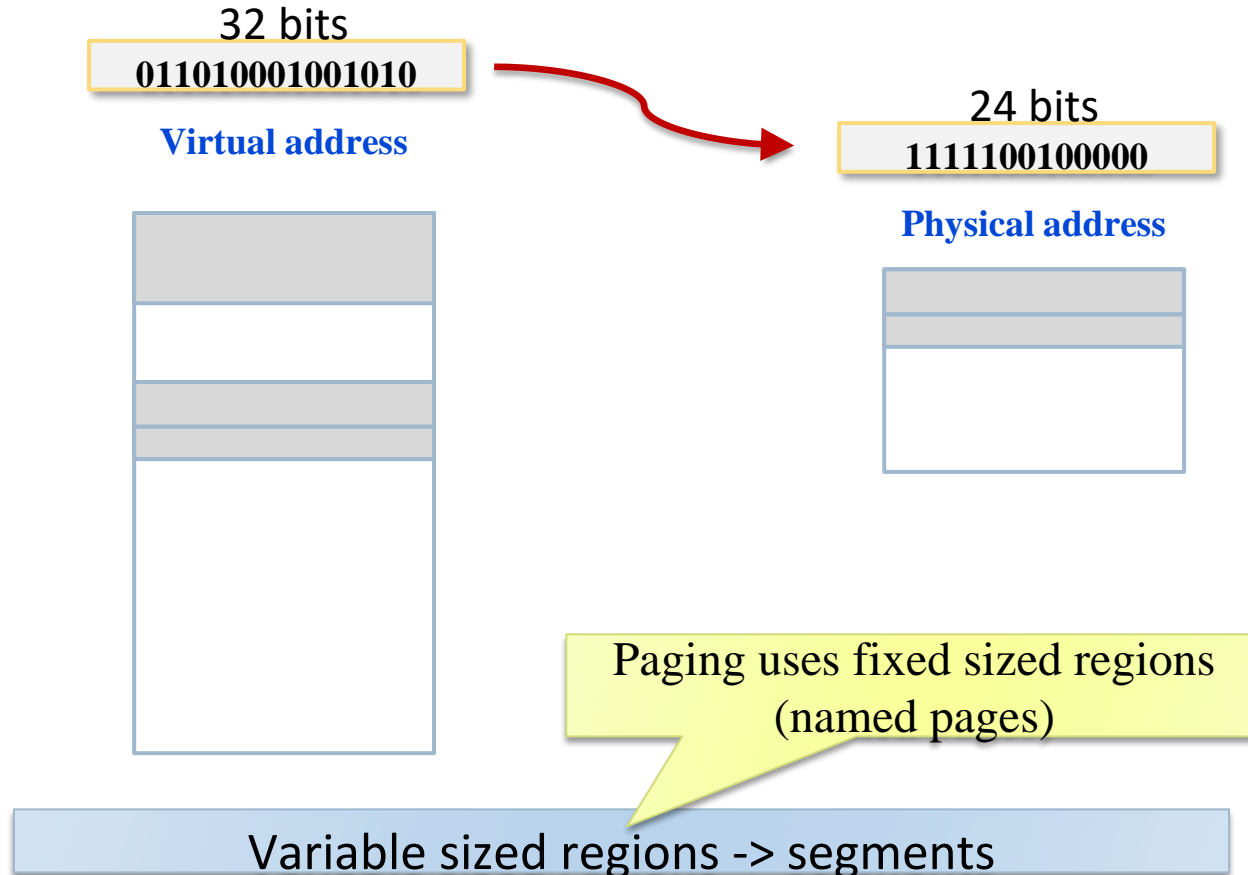 32 bits
011010001001010
Virtual address
24 bits
1111100100000
Physical address
Paging uses fixed sized regions
(named pages)
Variable sized regions -> segments